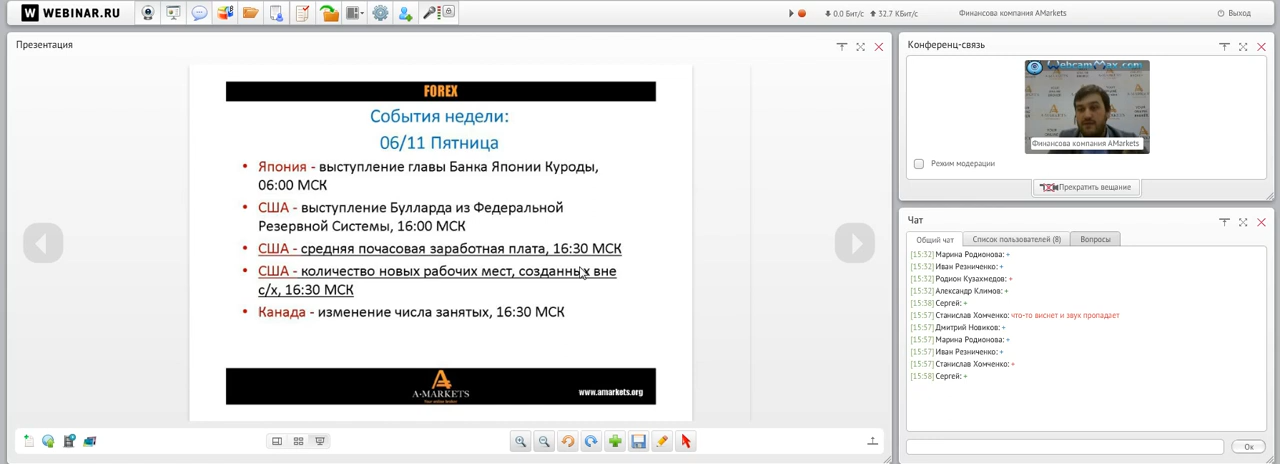 W WEBINAR.RU
0.0 Бит/с 32.7 КБит/с
Финансова компания AMarkets
Выход
Презентация
FOREX
События недели:
06/11 Пятница
• Япония - выступление главы Банка Японии Куроды,
06:00 МСК
• США - выступление Булларда из Федеральной
Резервной Системы, 16:00 МСК
• США - средняя почасовая заработная плата, 16:30 МСК
• США - количество новых рабочих мест, созданных вне
с/х, 16:30 МСК
• Канада - изменение числа занятых, 16:30 МСК
A·MARKETS
Your online broker
www.amarkets.org
Конференц-связь
WebcamMax.com
Финансова компания AMarkets
Режим модерации
Прекратить вещание
Чат
Общий чат Список пользователей (8) Вопросы
[15:32] Марина Родионова: +
[15:32] Иван Резниченко: +
[15:32] Родион Кузахмедов: +
[15:32] Александр Климов: +
[15:38] Сергей: +
[15:57] Станислав Хомченко: что-то виснет и звук пропадает
[15:57] Дмитрий Новиков: +
[15:57] Марина Родионова: +
[15:57] Иван Резниченко: +
[15:57] Станислав Хомченко: +
[15:58] Сергей: +
Ок